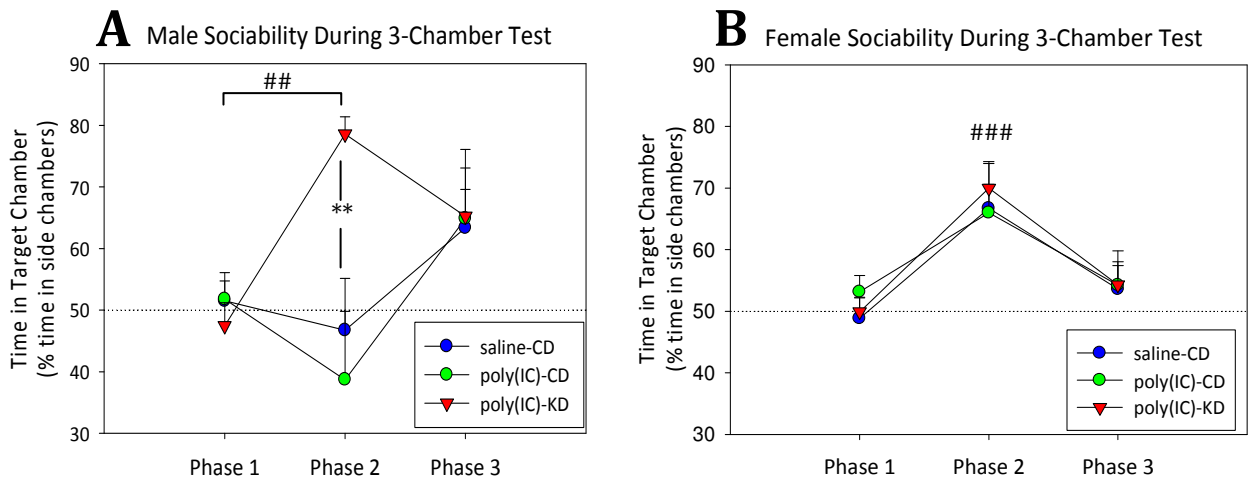 A Male Sociability During 3-Chamber Test
Time in Target Chamber
(% time in side chambers)
90
80
70
60
50
40
30
##
**
saline-CD
poly(IC)-CD
poly(IC)-KD
Phase 1 Phase 2 Phase 3
B Female Sociability During 3-Chamber Test
Time in Target Chamber
(% time in side chambers)
90
80
70
60
50
40
30
###
saline-CD
poly(IC)-CD
poly(IC)-KD
Phase 1 Phase 2 Phase 3